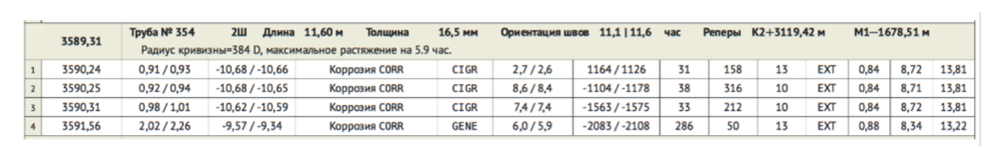 3589,31 Труба № 354 2Ш Длина 11,60 м Толщина 16,5 мм Ориентация швов 11,1 | 11,6 час Реперы К2+3119,42 м М1—1678,51 м
Радиус кривизны=384 D, максимальное растяжение на 5.9 час.
1 3590,24 0,91 / 0,93 -10,68 / -10,66 Коррозия CORR CIGR 2,7 / 2,6 1164 / 1126 31 158 13 EXT 0,84 8,72 13,81
2 3590,25 0,92 / 0,94 -10,68 / -10,65 Коррозия CORR CIGR 8,6 / 8,4 -1104 / -1178 38 316 10 EXT 0,84 8,71 13,81
3 3590,31 0,98 / 1,01 -10,62 / -10,59 Коррозия CORR CIGR 7,4 / 7,4 -1563 / -1575 33 212 10 EXT 0,84 8,72 13,81
4 3591,56 2,02 / 2,26 -9,57 / -9,34 Коррозия CORR GENE 6,0 / 5,9 -2083 / -2108 286 50 13 EXT 0,88 8,34 13,22